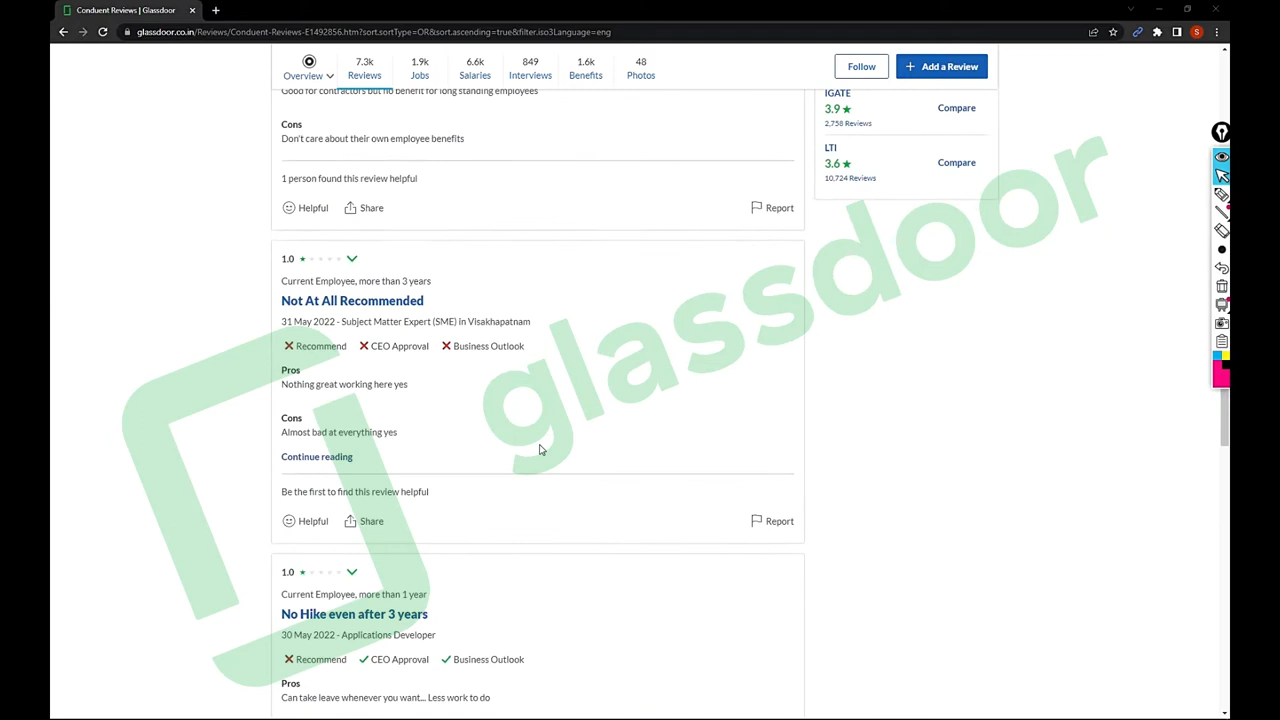 Conduent Reviews | Glassdoor
glassdoor.co.in/Reviews/Conduent-Reviews-E1492856.htm?sort.sortType=OR&sort.ascending=true&filter.iso3Language=eng
S
Overview
7.3k
Reviews
1.9k
Jobs
6.6k
Salaries
849
Interviews
1.6k
Benefits
48
Photos
Follow
+ Add a Review
Good for contractors but no benefit for long standing employees
Cons
Don't care about their own employee benefits
1 person found this review helpful
Helpful
Share
Report
IGATE
3.9 ★
Compare
2,758 Reviews
LTI
3.6 ★
Compare
10,724 Reviews
glassdoor
1.0
Current Employee, more than 3 years
Not At All Recommended
31 May 2022 - Subject Matter Expert (SME) in Visakhapatnam
Recommend CEO Approval Business Outlook
Pros
Nothing great working here yes
Cons
Almost bad at everything yes
Continue reading
Be the first to find this review helpful
Helpful
Share
Report
1.0
Current Employee, more than 1 year
No Hike even after 3 years
30 May 2022 - Applications Developer
Recommend CEO Approval Business Outlook
Pros
Can take leave whenever you want... Less work to do